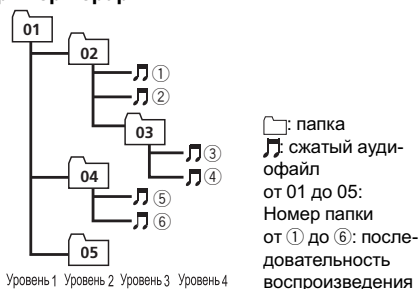 01
02
①
②
03
③
④
04
⑤
⑥
05
Уровень 1 Уровень 2 Уровень 3 Уровень 4
: папка
: сжатый ауди-
офайл
от 01 до 05:
Номер папки
от ① до ⑥: после-
довательность
воспроизведения